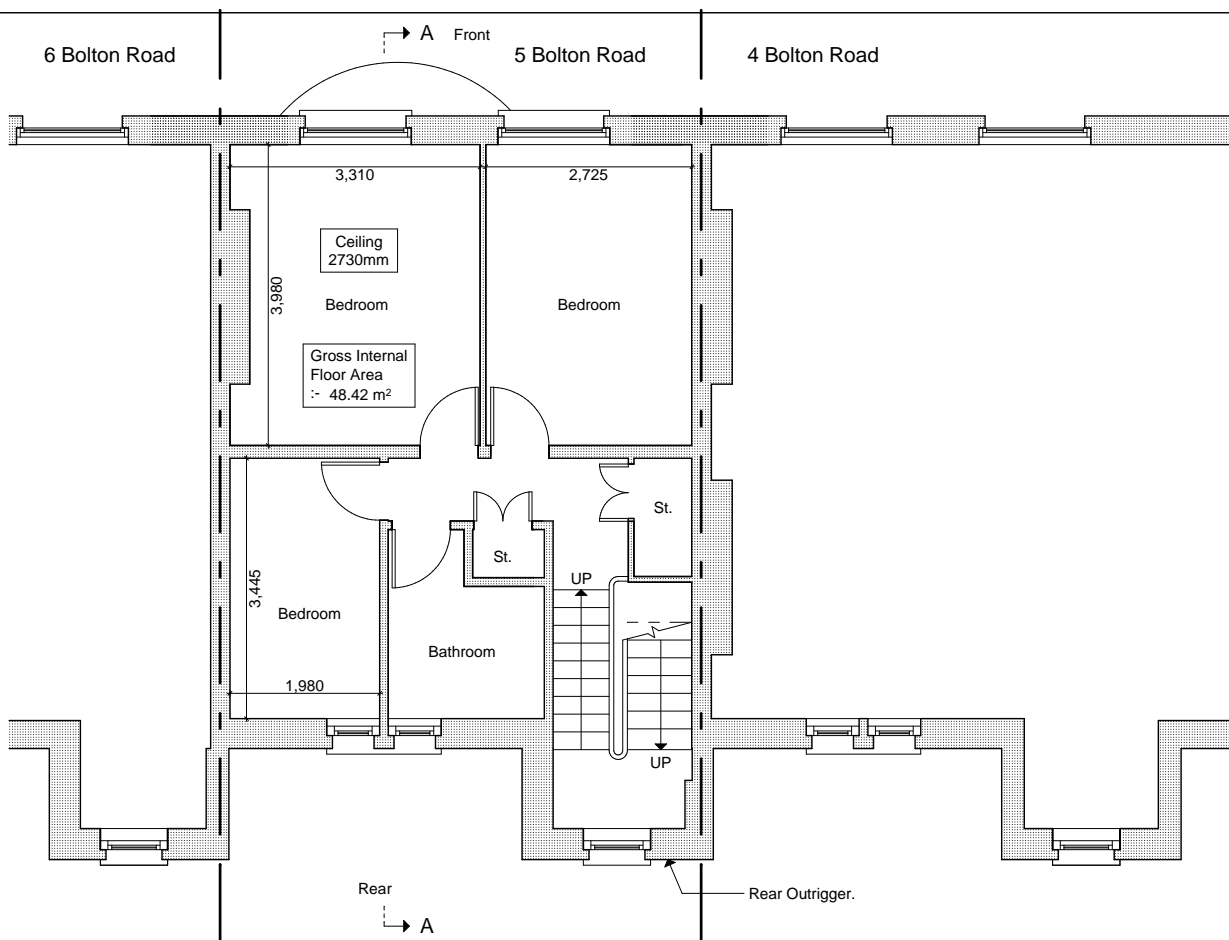 A Front
6 Bolton Road
5 Bolton Road
4 Bolton Road
3,310
2,725
Ceiling
2730mm
3,980
Bedroom
Bedroom
Gross Internal
Floor Area
:- 48.42 m²
St.
St.
UP
3,445
Bedroom
Bathroom
1,980
UP
Rear
Rear Outrigger.
A